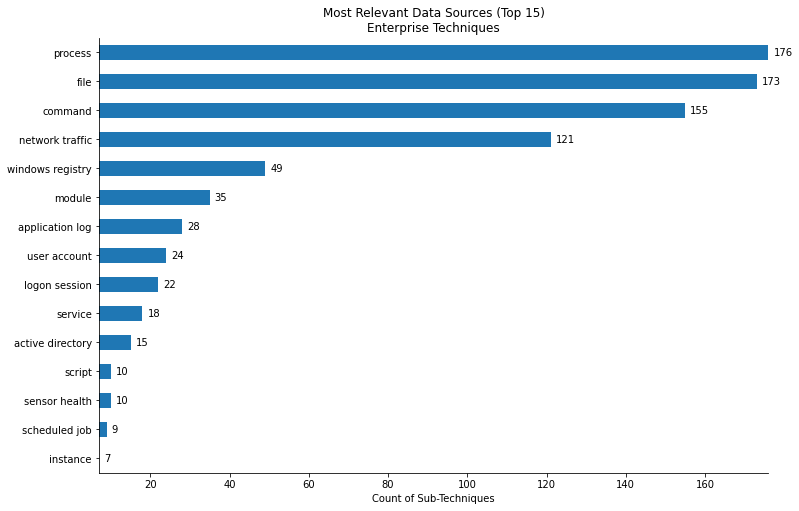 Most Relevant Data Sources (Top 15)
Enterprise Techniques
process 176
file 173
command 155
network traffic 121
windows registry 49
module 35
application log 28
user account 24
logon session 22
service 18
active directory 15
script 10
sensor health 10
scheduled job 9
instance 7
20 40 60 80 100 120 140 160
Count of Sub-Techniques